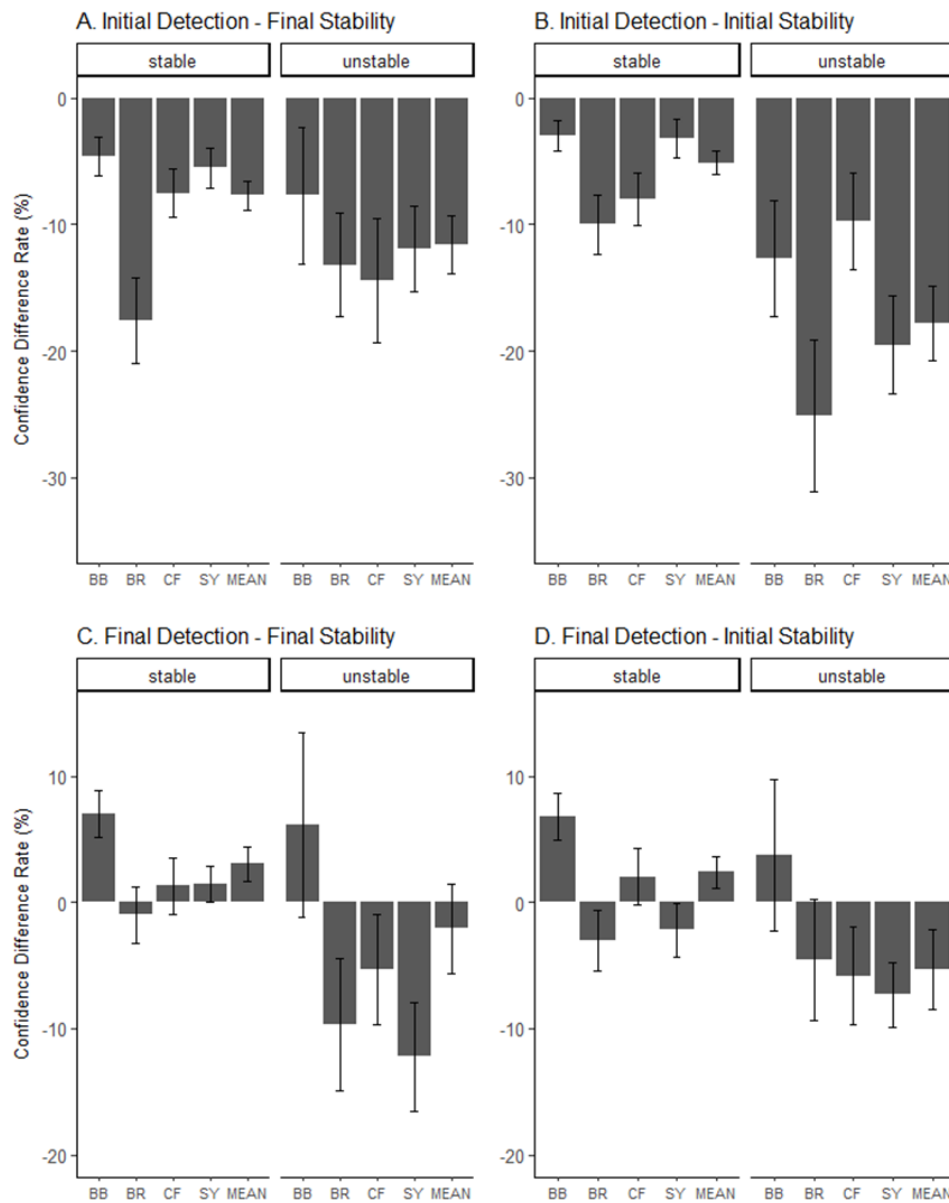 A. Initial Detection - Final Stability
stable unstable
0
-10
-20
-30
Confidence Difference Rate (%)
BB BR CF SY MEAN BB BR CF SY MEAN
B. Initial Detection - Initial Stability
stable unstable
0
-10
-20
-30
BB BR CF SY MEAN BB BR CF SY MEAN
C. Final Detection - Final Stability
stable unstable
10
0
-10
-20
Confidence Difference Rate (%)
BB BR CF SY MEAN BB BR CF SY MEAN
D. Final Detection - Initial Stability
stable unstable
10
0
-10
-20
BB BR CF SY MEAN BB BR CF SY MEAN